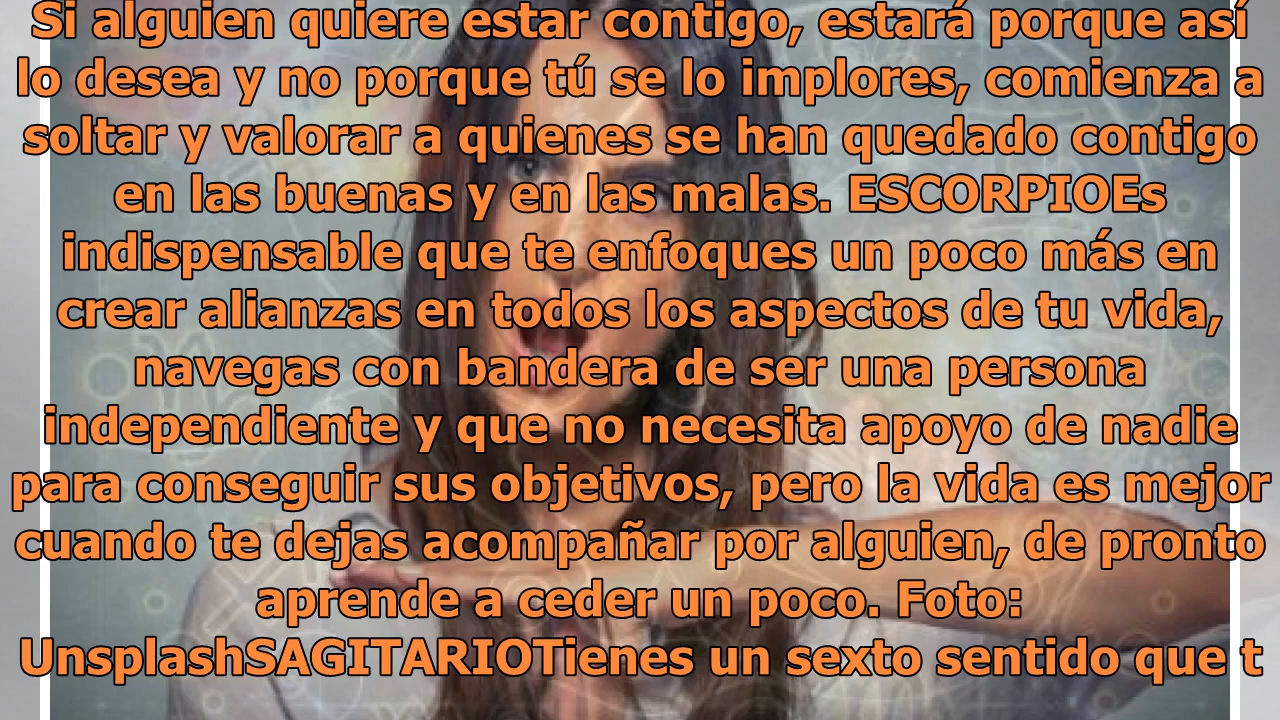 Si alguien quiere estar contigo, estará porque así
lo desea y no porque tú se lo implores, comienza a
soltar y valorar a quienes se han quedado contigo
en las buenas y en las malas. ESCORPIOEs
indispensable que te enfoques un poco más en
crear alianzas en todos los aspectos de tu vida,
navegas con bandera de ser una persona
independiente y que no necesita apoyo de nadie
para conseguir sus objetivos, pero la vida es mejor
cuando te dejas acompañar por alguien, de pronto
aprende a ceder un poco. Foto:
UnsplashSAGITARIOTienes un sexto sentido que t